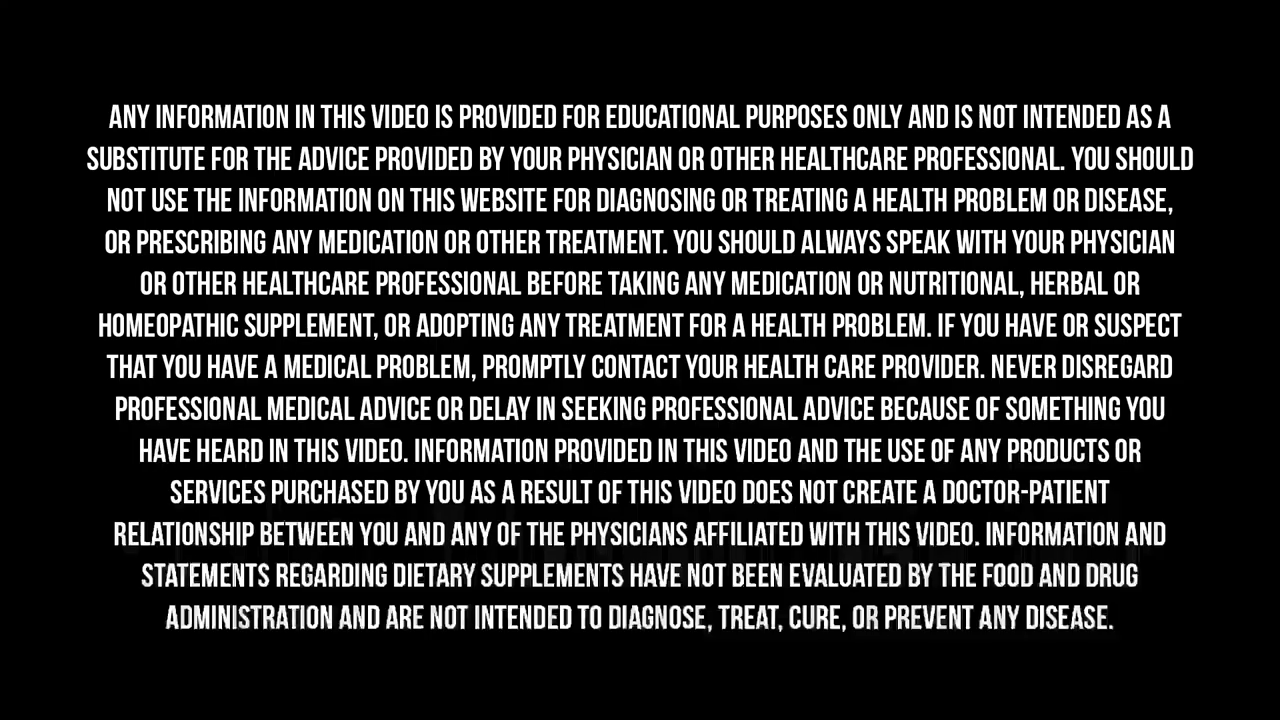 ANY INFORMATION IN THIS VIDEO IS PROVIDED FOR EDUCATIONAL PURPOSES ONLY AND IS NOT INTENDED AS A
SUBSTITUTE FOR THE ADVICE PROVIDED BY YOUR PHYSICIAN OR OTHER HEALTHCARE PROFESSIONAL. YOU SHOULD
NOT USE THE INFORMATION ON THIS WEBSITE FOR DIAGNOSING OR TREATING A HEALTH PROBLEM OR DISEASE,
OR PRESCRIBING ANY MEDICATION OR OTHER TREATMENT. YOU SHOULD ALWAYS SPEAK WITH YOUR PHYSICIAN
OR OTHER HEALTHCARE PROFESSIONAL BEFORE TAKING ANY MEDICATION OR NUTRITIONAL, HERBAL OR
HOMEOPATHIC SUPPLEMENT, OR ADOPTING ANY TREATMENT FOR A HEALTH PROBLEM. IF YOU HAVE OR SUSPECT
THAT YOU HAVE A MEDICAL PROBLEM, PROMPTLY CONTACT YOUR HEALTH CARE PROVIDER. NEVER DISREGARD
PROFESSIONAL MEDICAL ADVICE OR DELAY IN SEEKING PROFESSIONAL ADVICE BECAUSE OF SOMETHING YOU
HAVE HEARD IN THIS VIDEO. INFORMATION PROVIDED IN THIS VIDEO AND THE USE OF ANY PRODUCTS OR
SERVICES PURCHASED BY YOU AS A RESULT OF THIS VIDEO DOES NOT CREATE A DOCTOR-PATIENT
RELATIONSHIP BETWEEN YOU AND ANY OF THE PHYSICIANS AFFILIATED WITH THIS VIDEO. INFORMATION AND
STATEMENTS REGARDING DIETARY SUPPLEMENTS HAVE NOT BEEN EVALUATED BY THE FOOD AND DRUG
ADMINISTRATION AND ARE NOT INTENDED TO DIAGNOSE, TREAT, CURE, OR PREVENT ANY DISEASE.